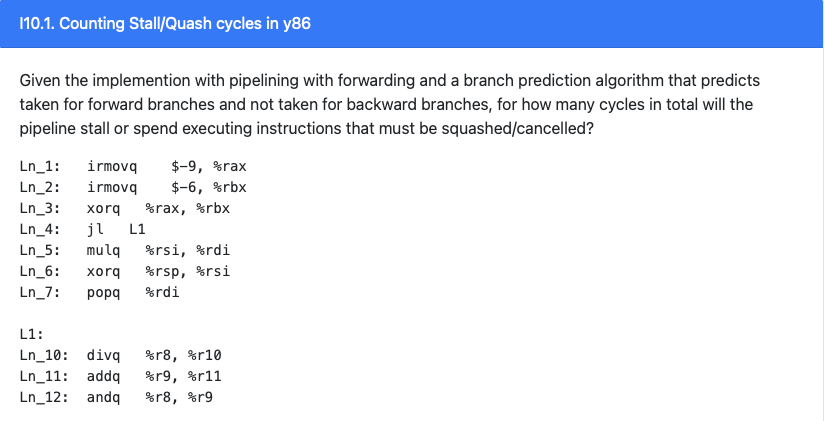 I10.1. Counting Stall/Quash cycles in y86
Given the implemention with pipelining with forwarding and a branch prediction algorithm that predicts
taken for forward branches and not taken for backward branches, for how many cycles in total will the
pipeline stall or spend executing instructions that must be squashed/cancelled?
Ln_1: irmovq $-9, %rax
Ln_2: irmovq $-6, %rbx
Ln_3: xorq %rax, %rbx
Ln_4: jl L1
Ln_5: mulq %rsi, %rdi
Ln_6: xorq %rsp, %rsi
Ln_7: popq %rdi
L1:
Ln_10: divq %r8, %r10
Ln_11: addq %r9, %r11
Ln_12: andq %r8, %r9